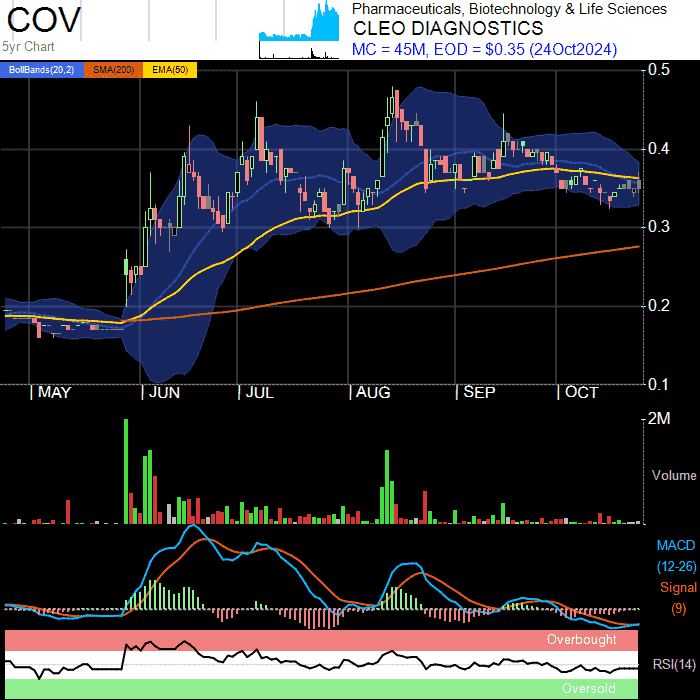 COV
5yr Chart
Pharmaceuticals, Biotechnology & Life Sciences
CLEO DIAGNOSTICS
MC = 45M, EOD = $0.35 (24Oct2024)
BollBands(20,2) SMA(200) EMA(50)
0.5
0.4
0.3
0.2
0.1
MAY JUN JUL AUG SEP OCT
2M
Volume
MACD
(12-26)
Signal
(9)
Overbought
RSI(14)
Oversold